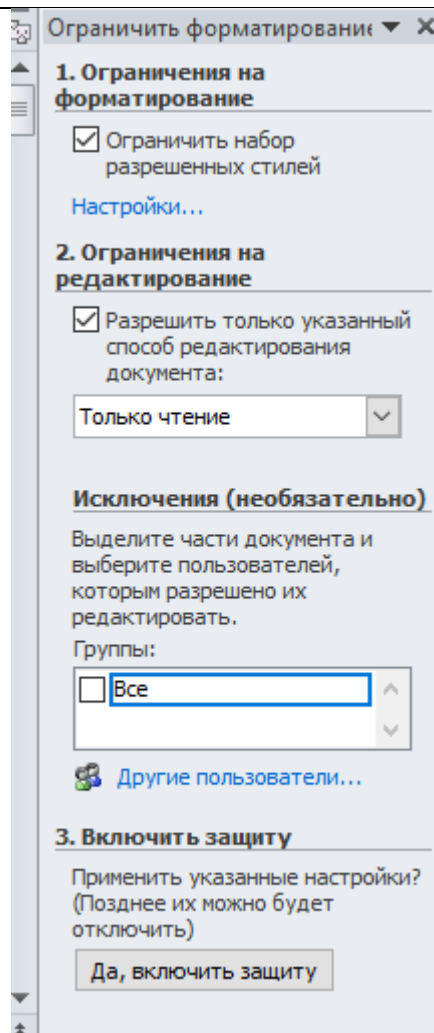 Ограничить форматировани
1. Ограничения на
форматирование
Ограничить набор
разрешенных стилей
Настройки...
2. Ограничения на
редактирование
Разрешить только указанный
способ редактирования
документа:
Только чтение
Исключения (необязательно)
Выделите части документа и
выберите пользователей,
которым разрешено их
редактировать.
Группы:
Все
Другие пользователи...
3. Включить защиту
Применить указанные настройки?
(Позднее их можно будет
отключить)
Да, включить защиту